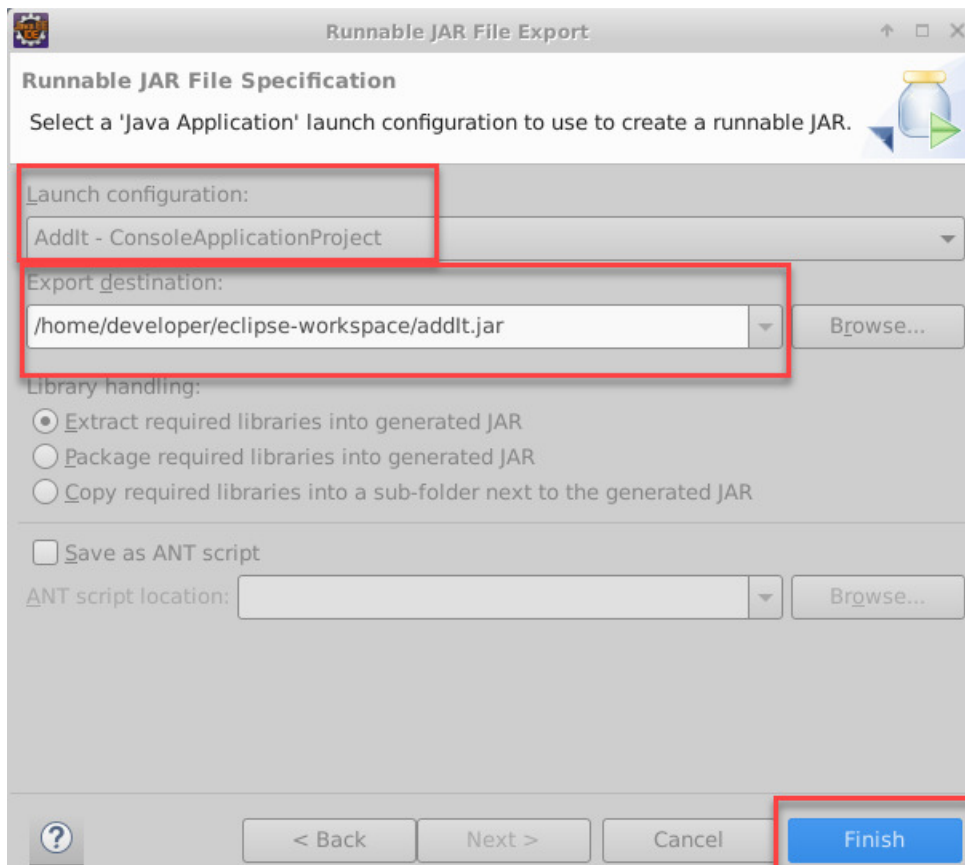 Runnable JAR File Export
Runnable JAR File Specification
Select a 'Java Application' launch configuration to use to create a runnable JAR.
Launch configuration:
AddIt - ConsoleApplicationProject
Export destination:
/home/developer/eclipse-workspace/addIt.jar
Browse...
Library handling:
Extract required libraries into generated JAR
Package required libraries into generated JAR
Copy required libraries into a sub-folder next to the generated JAR
Save as ANT script
ANT script location:
Browse...
?
< Back
Next >
Cancel
Finish